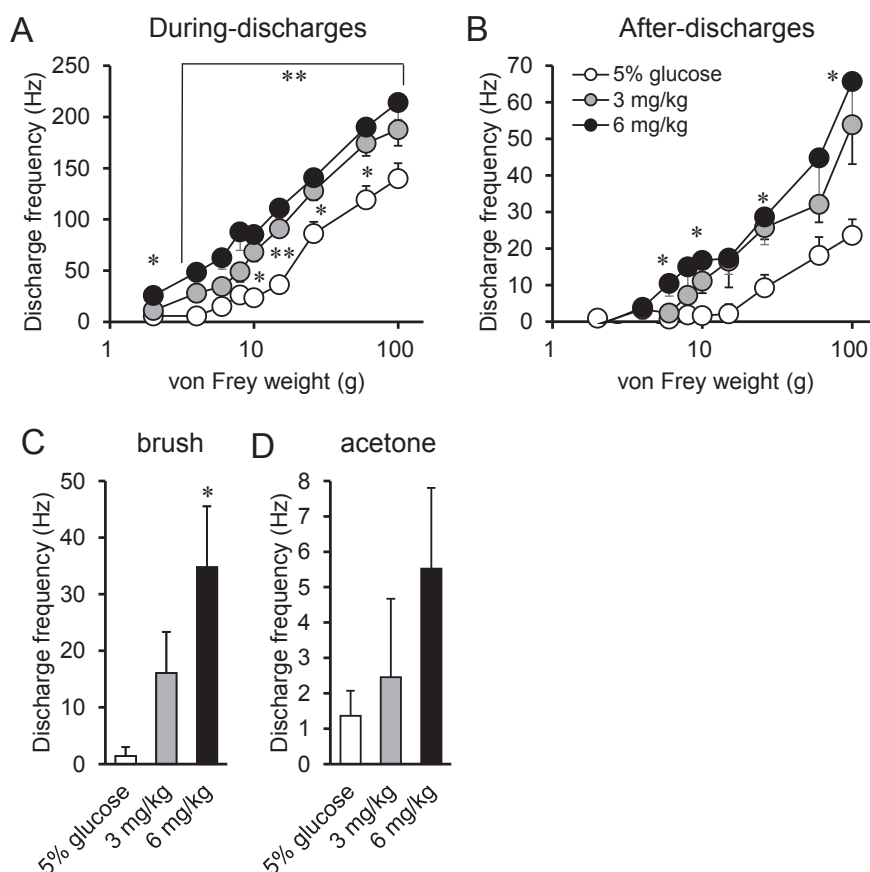 A During-discharges
Discharge frequency (Hz)
250
200
150
100
50
0
1 10 100
von Frey weight (g)
*
**
*
**
*
*
B After-discharges
Discharge frequency (Hz)
70
60
50
40
30
20
10
0
1 10 100
von Frey weight (g)
5% glucose
3 mg/kg
6 mg/kg
*
*
*
*
C brush
Discharge frequency (Hz)
50
40
30
20
10
0
*
5% glucose
3 mg/kg
6 mg/kg
D acetone
Discharge frequency (Hz)
8
7
6
5
4
3
2
1
0
5% glucose
3 mg/kg
6 mg/kg